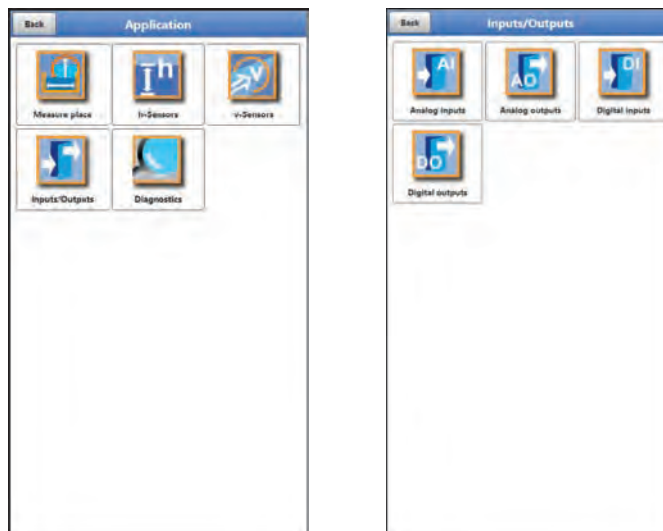 Back Application
h
v
Measure place h-Sensors v-Sensors
Inputs/Outputs Diagnostics
Back Inputs/Outputs
AI AO DI
Analog inputs Analog outputs Digital inputs
DO
Digital outputs